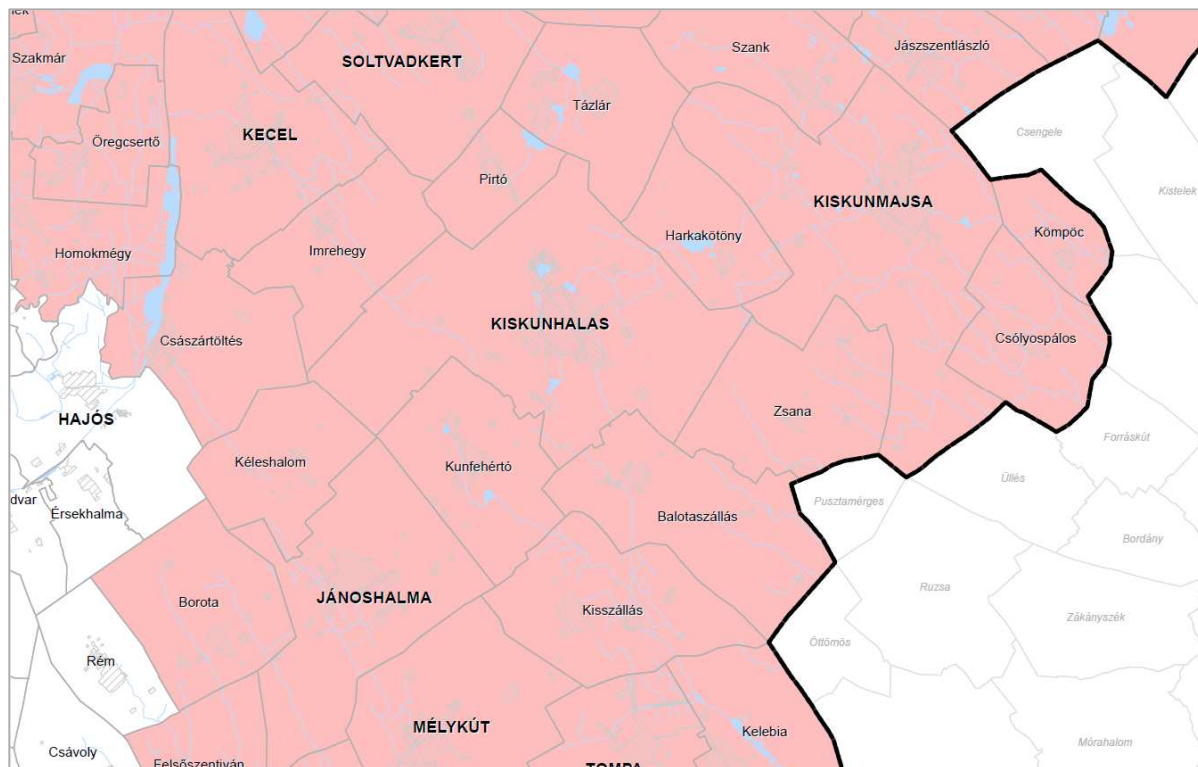 Szakmár
SOLTVADKERT
Szank
Jászszentlászló
Tázlár
Öregcsertő
KECEL
Csengele
Pirtó
Kistelek
KISKUNMAJSA
Harkakötöny
Kömpöc
Homokmégy
Imrehegy
KISKUNHALAS
Császártöltés
Csólyospálos
HAJÓS
Zsana
Forráskút
Kéleshalom
Kunfehértó
Üllés
Pusztamérges
dvar
Érsekhalma
Balotaszállás
Bordány
Ruzsa
Borota
JÁNOSHALMA
Kisszállás
Zákányszék
Öttömös
Rém
MÉLYKÚT
Kelebia
Mórahalom
Csávoly
Felsőszentiván
TOMPA